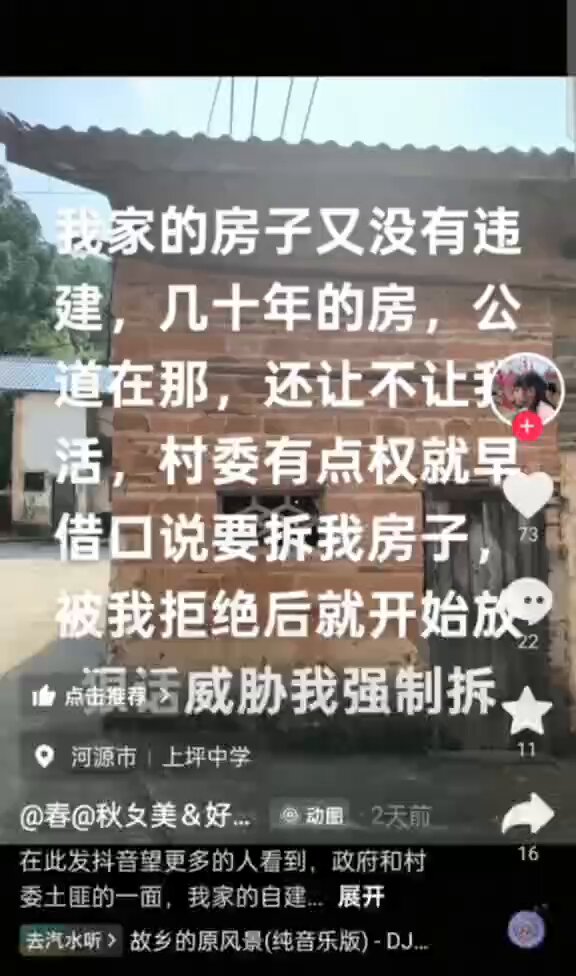 我家的房子又没有违
建，几十年的房，公
道在那，还让不让我
活，村委有点权就早
借口说要拆我房子，
被我拒绝后就开始放
狠话威胁我强制拆
73
22
点击推荐 >
11
河源市 | 上坪中学
@春@秋攵美＆好... 动图 · 2天前
16
在此发抖音望更多的人看到，政府和村
委土匪的一面，我家的自建... 展开
去汽水听 > 故乡的原风景(纯音乐版) - DJ...